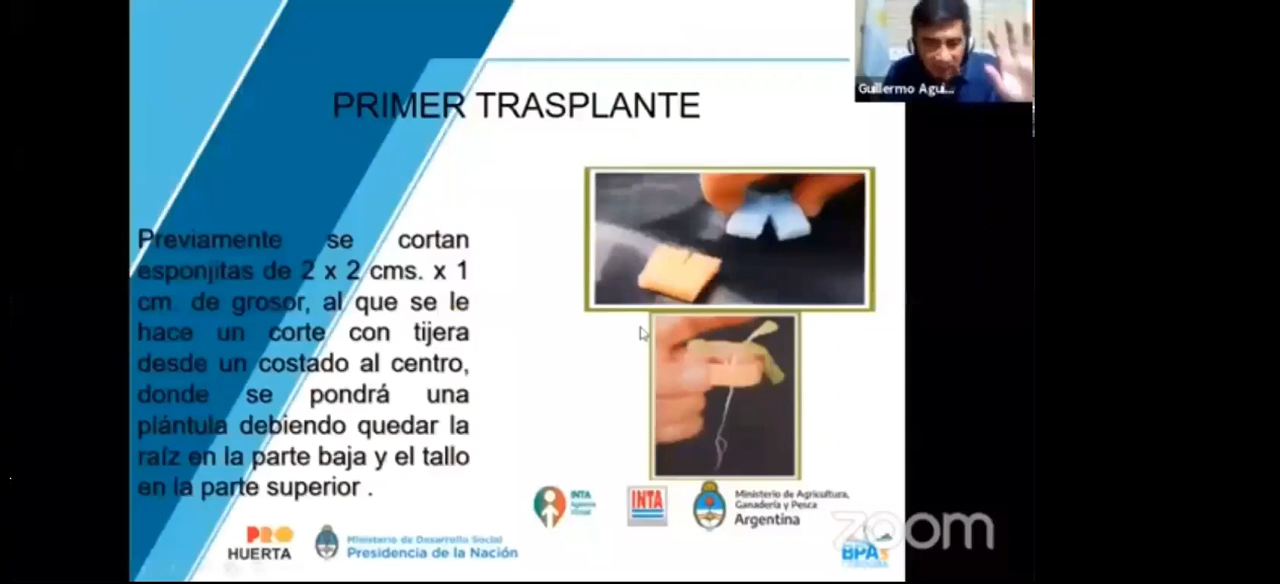 Guillermo Agui...
PRIMER TRASPLANTE
Previamente se cortan
esponjitas de 2 x 2 cms. x 1
cm de grosor, al que se le
hace un corte con tijera
desde un costado al centro,
donde se pondrá una
plántula debiendo quedar la
raíz en la parte baja y el tallo
en la parte superior .
INTA
INTA
Ministerio de Agricultura,
Ganadería y Pesca
Argentina
zoom
PRO
HUERTA
Ministerio de Desarrollo Social
Presidencia de la Nación
BPAs